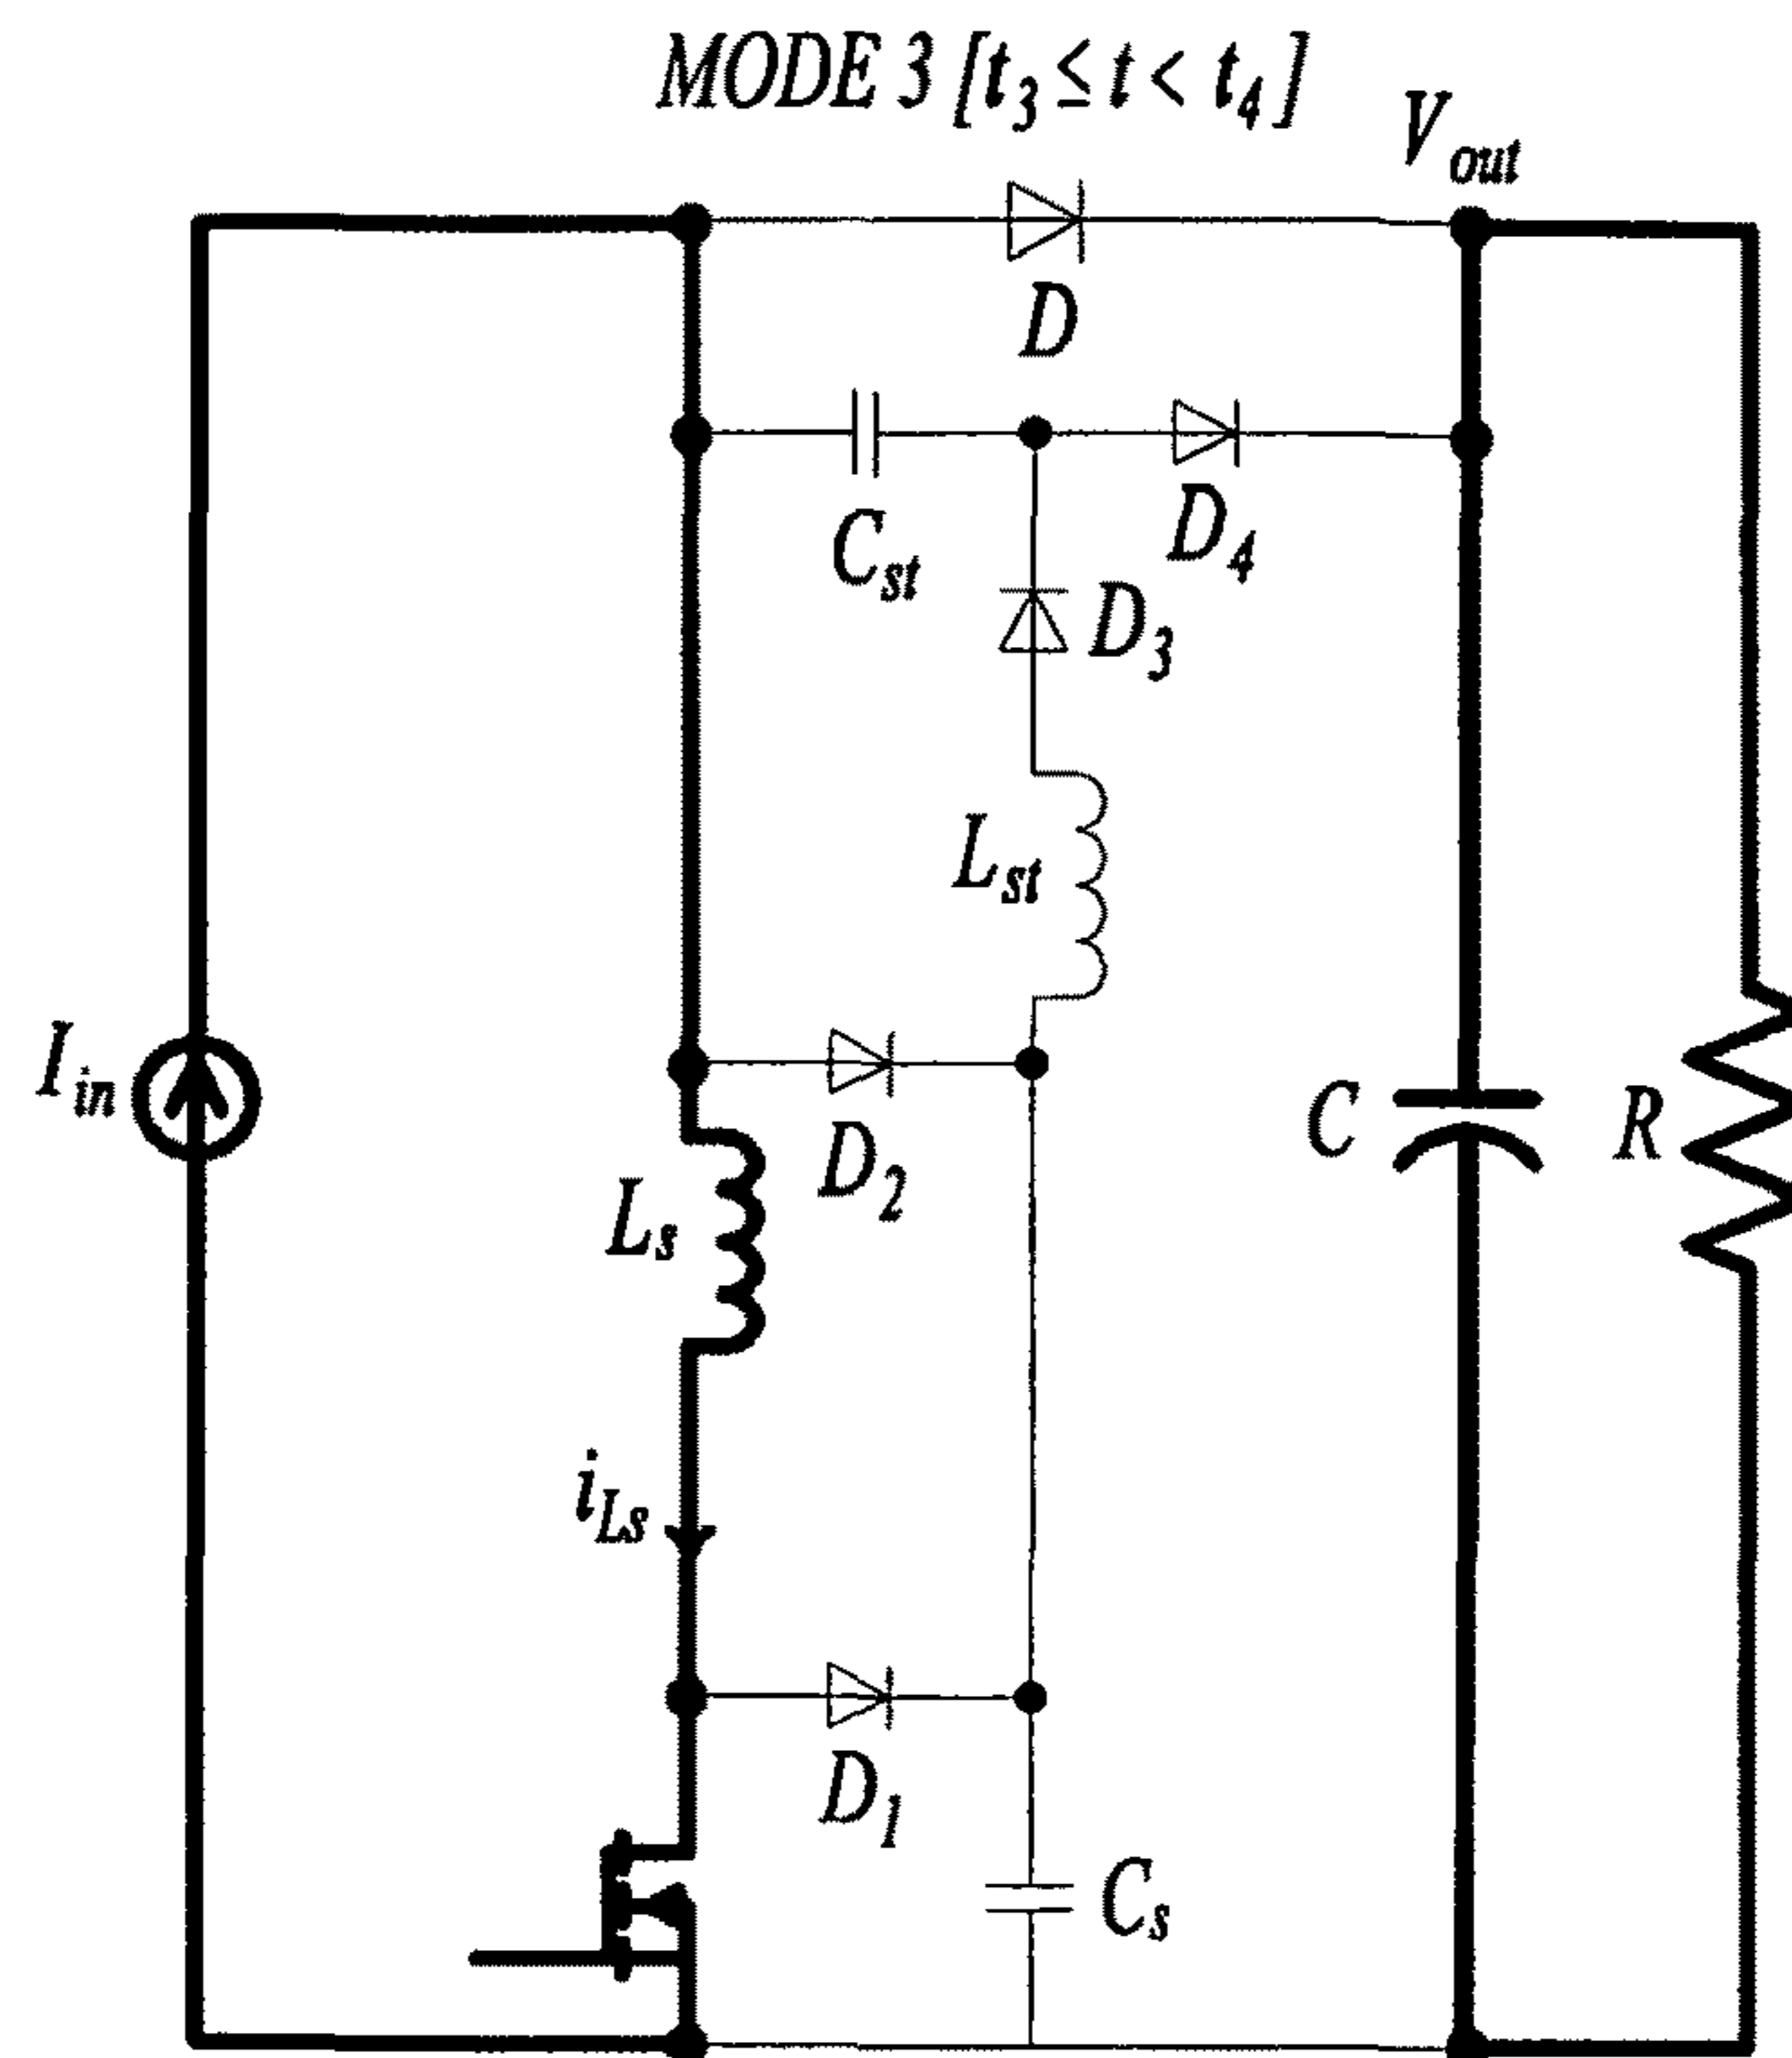 MODE 3 [t3 ≤ t < t4]
Vout
D
Cst
D4
D3
Lst
Iin
D2
Ls
C
R
iLs
D1
Cs